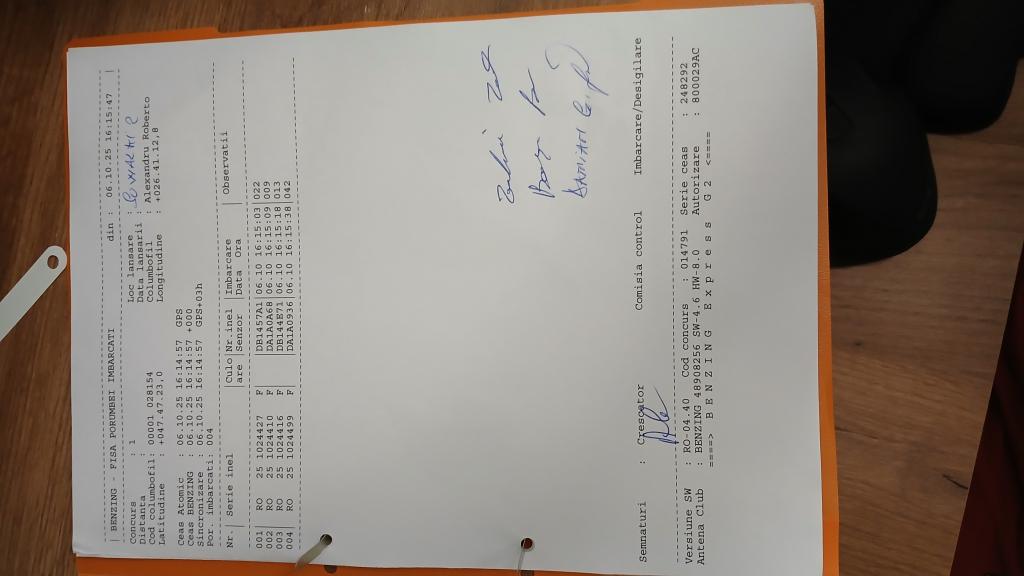 BENZING - FISA PORUMBEI IMBARCATI din : 06.10.25 16:15:47
Concurs : 1 Loc lansare :
Distanta : Data lansarii :
Cod columbofil: 00001 028154 Columbofil : Alexandru Roberto
Latitudine : +047.47.23,0 Longitudine : +026.41.12,8
Ceas Atomic : 06.10.25 16:14:57 GPS
Ceas BENZING : 06.10.25 16:14:57 +000
Sincronizare : 06.10.25 16:14:57 GPS+03h
Por. imbarcati: 004
Nr.| Serie inel |Culo|Nr.inel |Imbarcare |Observatii
|are |Senzor |Data Ora |
001| RO 25 1024427 F |DB1457A1|06.10 16:15:03|022
002| RO 25 1024410 F |DA1A0A68|06.10 16:15:09|009
003| RO 25 1024416 F |DB144E71|06.10 16:15:18|013
004| RO 25 1024499 F |DA1A0936|06.10 16:15:38|042
Semnaturi : Crescator Comisia control Imbarcare/Desigilare
Versiune SW : RO-04.40 Cod concurs : 014791 Serie ceas : 248292
Antena Club : BENZING 48908256 SW-4.6 HW-8.0 Autorizare : 800029AC
====> B E N Z I N G E x p r e s s G 2 <====